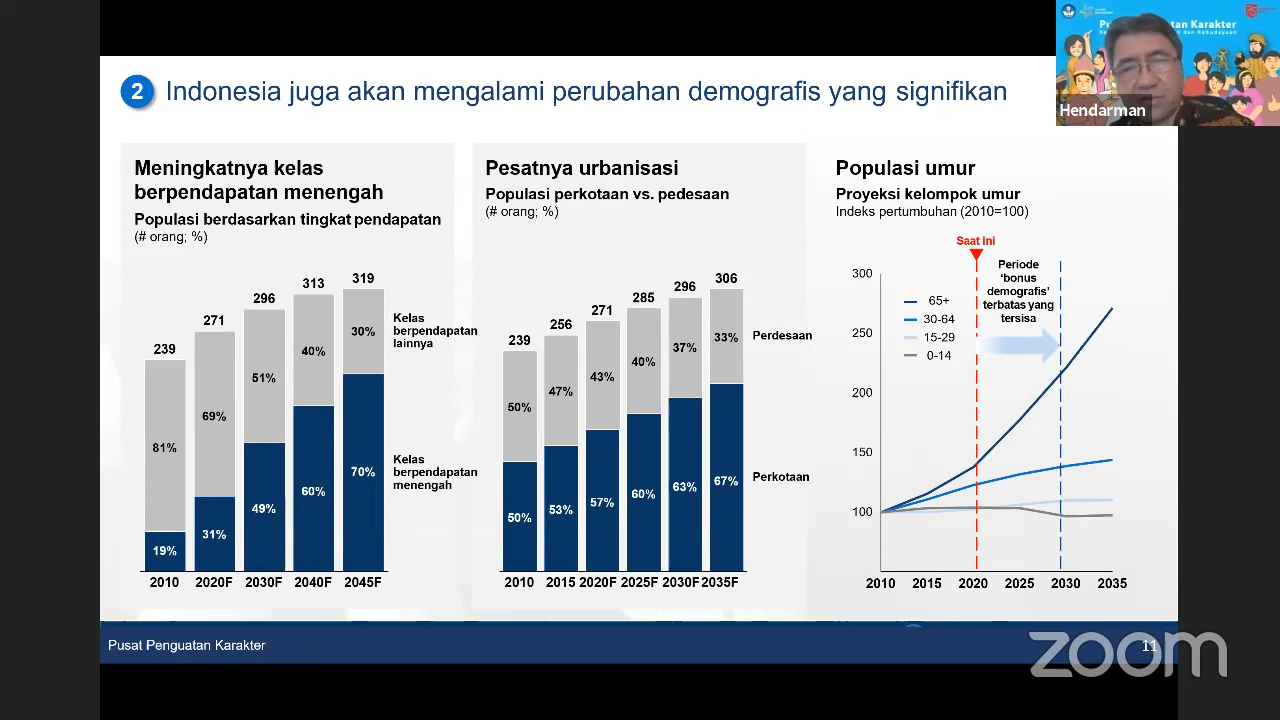 2
Indonesia juga akan mengalami perubahan demografis yang signifikan
Hendarman
Meningkatnya kelas
berpendapatan menengah
Populasi berdasarkan tingkat pendapatan
(# orang; %)
239
271
296
313
319
81%
69%
51%
40%
30%
19%
31%
49%
60%
70%
Kelas
berpendapatan
lainnya
Kelas
berpendapatan
menengah
2010 2020F 2030F 2040F 2045F
Pesatnya urbanisasi
Populasi perkotaan vs. pedesaan
(# orang; %)
239
256
271
285
296
306
50%
47%
43%
40%
37%
33%
50%
53%
57%
60%
63%
67%
Perdesaan
Perkotaan
2010 2015 2020F 2025F 2030F 2035F
Populasi umur
Proyeksi kelompok umur
Indeks pertumbuhan (2010=100)
Saat ini
Periode
‘bonus
demografis’
terbatas yang
tersisa
65+
30-64
15-29
0-14
300
250
200
150
100
2010 2015 2020 2025 2030 2035
Pusat Penguatan Karakter
11
zoom